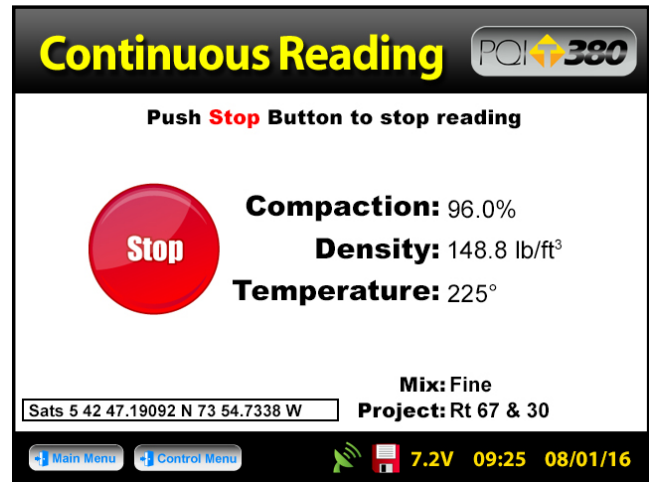 Continuous Reading PQI 380
Push Stop Button to stop reading
Stop
Compaction: 96.0%
Density: 148.8 lb/ft³
Temperature: 225°
Mix: Fine
Sats 5 42 47.19092 N 73 54.7338 W
Project: Rt 67 & 30
Main Menu Control Menu 7.2V 09:25 08/01/16